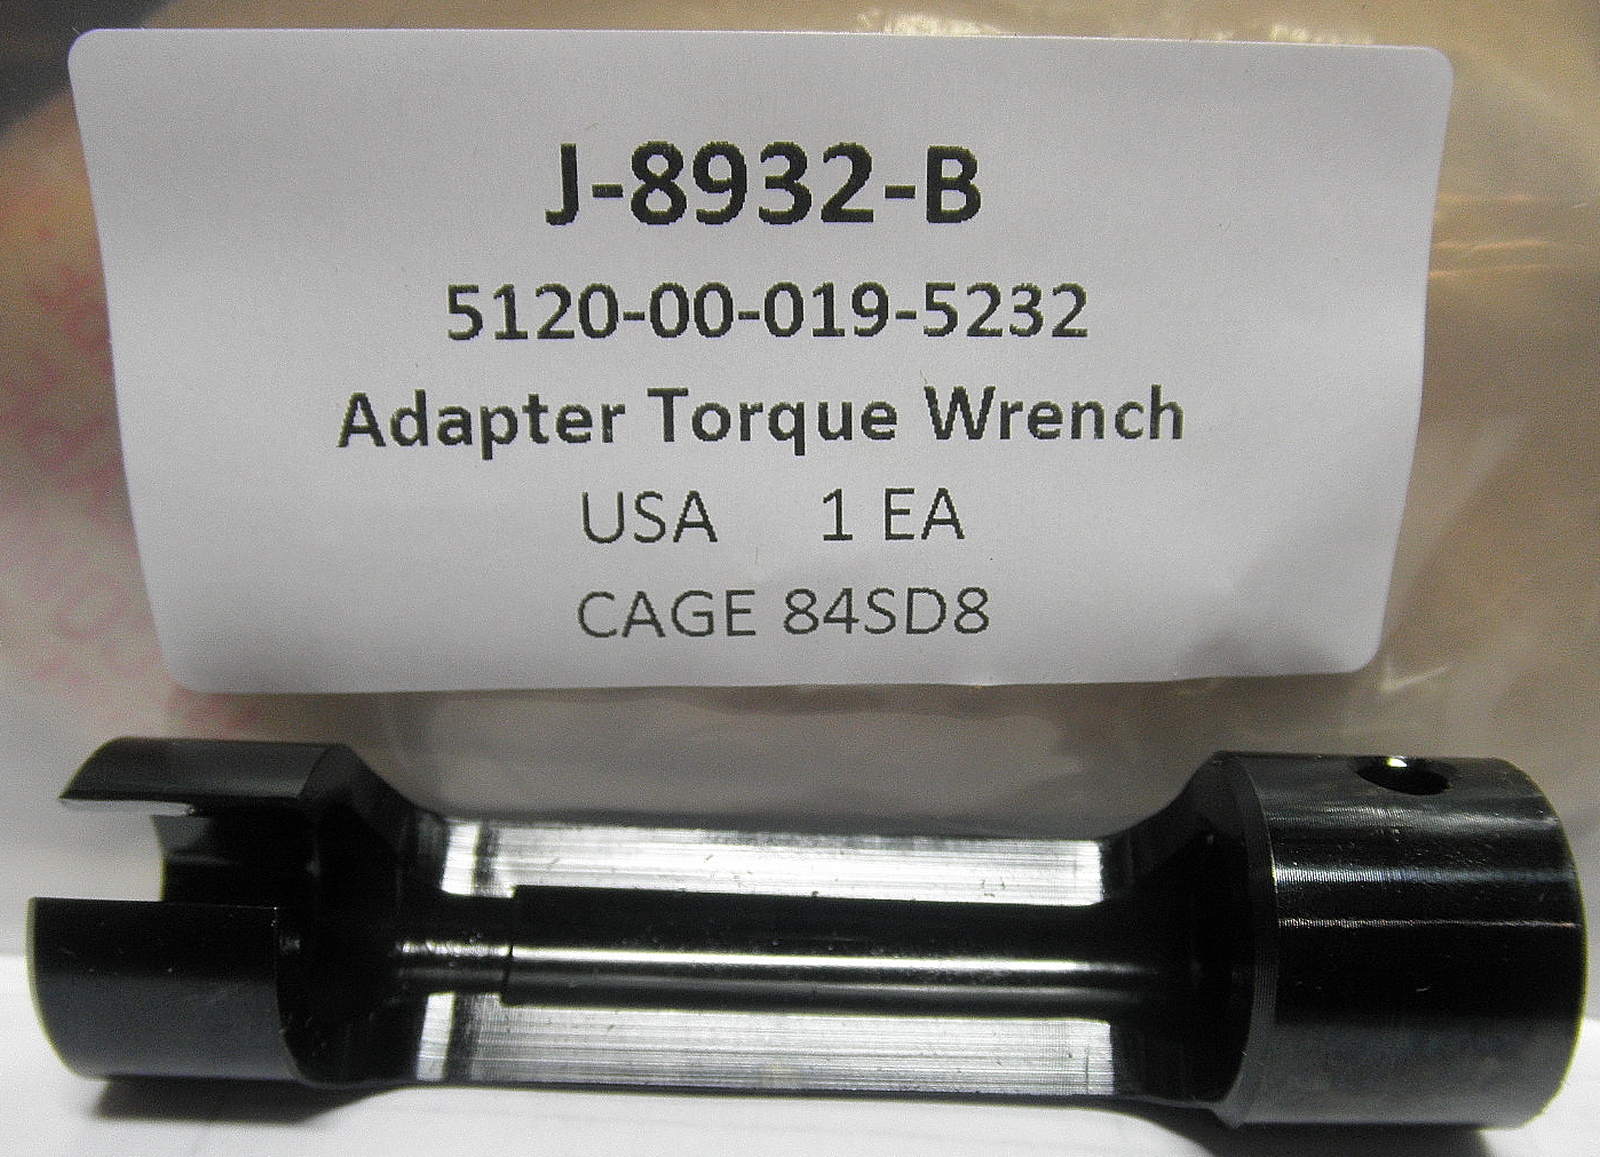 J-8932-B
5120-00-019-5232
Adapter Torque Wrench
USA 1 EA
CAGE 84SD8